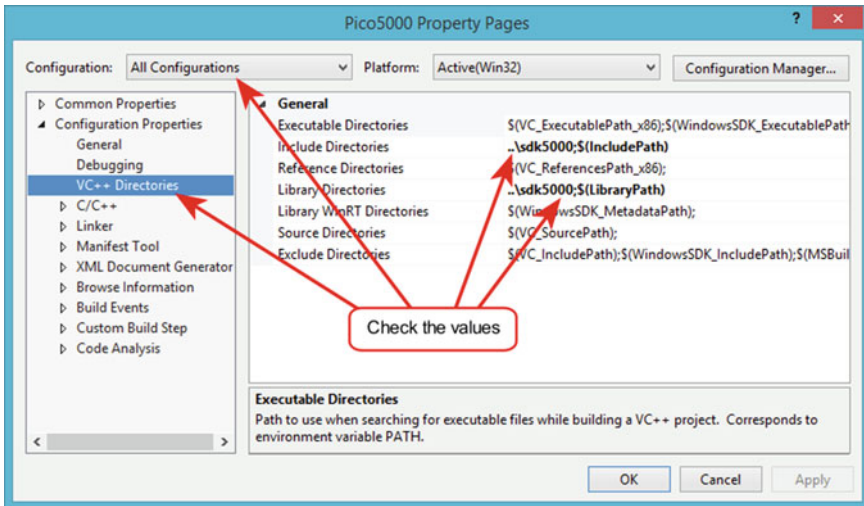 Pico5000 Property Pages
?
Configuration: All Configurations Platform: Active(Win32) Configuration Manager...
Common Properties
Configuration Properties
General
Debugging
VC++ Directories
C/C++
Linker
Manifest Tool
XML Document Generator
Browse Information
Build Events
Custom Build Step
Code Analysis
General
Executable Directories $(VC_ExecutablePath_x86);$(WindowsSDK_ExecutablePath
Include Directories ..\sdk5000;$(IncludePath)
Reference Directories $(VC_ReferencesPath_x86);
Library Directories ..\sdk5000;$(LibraryPath)
Library WinRT Directories $(WindowsSDK_MetadataPath);
Source Directories $(VC_SourcePath);
Exclude Directories $(VC_IncludePath);$(WindowsSDK_IncludePath);$(MSBuil
Check the values
Executable Directories
Path to use when searching for executable files while building a VC++ project. Corresponds to
environment variable PATH.
OK Cancel Apply